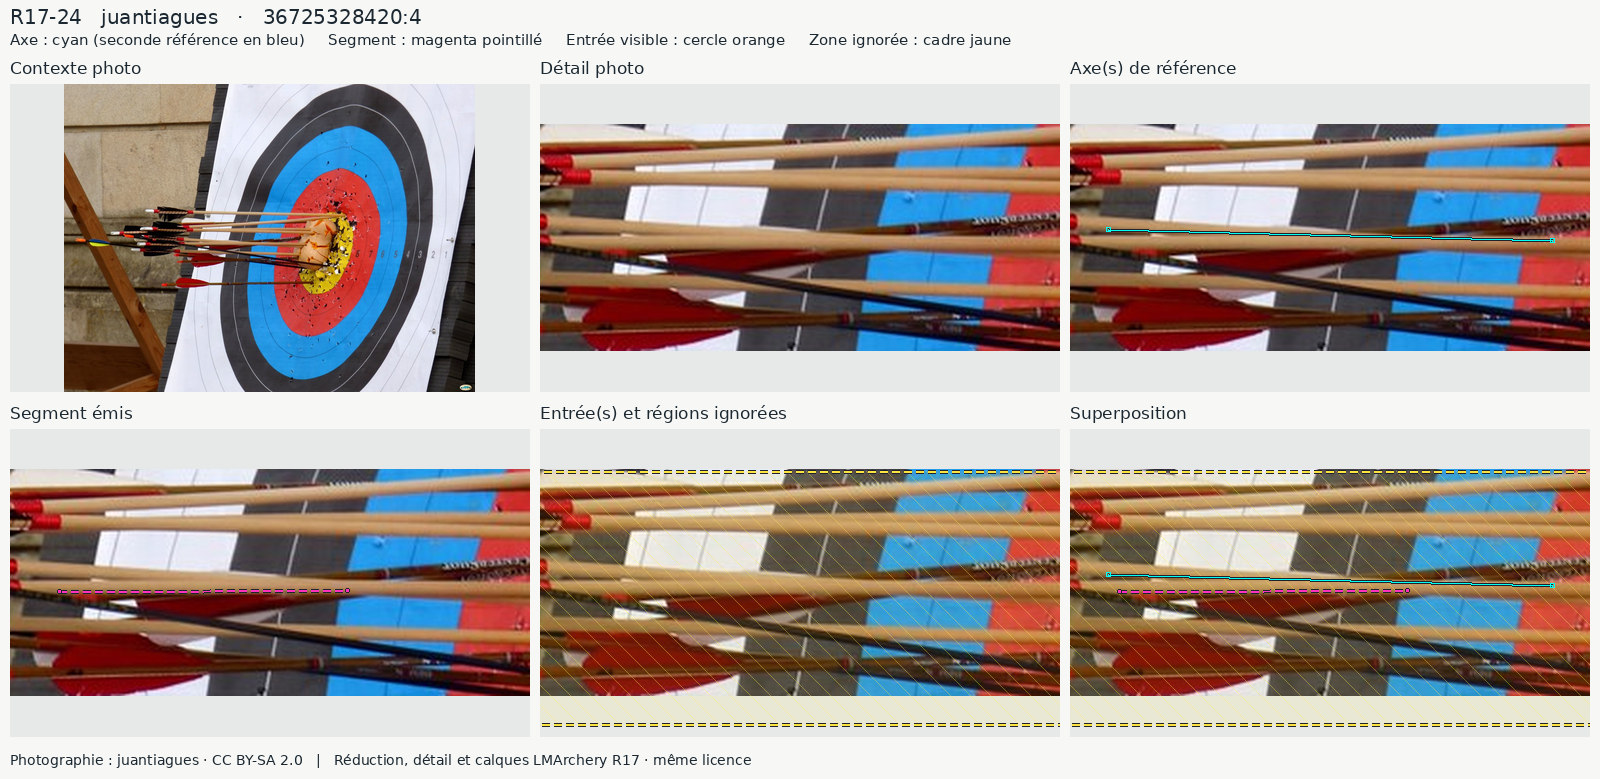 R17-24 juantiagues · 36725328420:4
Axe : cyan (seconde référence en bleu) Segment : magenta pointillé Entrée visible : cercle orange Zone ignorée : cadre jaune
Contexte photo
Détail photo
Axe(s) de référence
Segment émis
Entrée(s) et régions ignorées
Superposition
Photographie : juantiagues · CC BY-SA 2.0 | Réduction, détail et calques LMArchery R17 · même licence